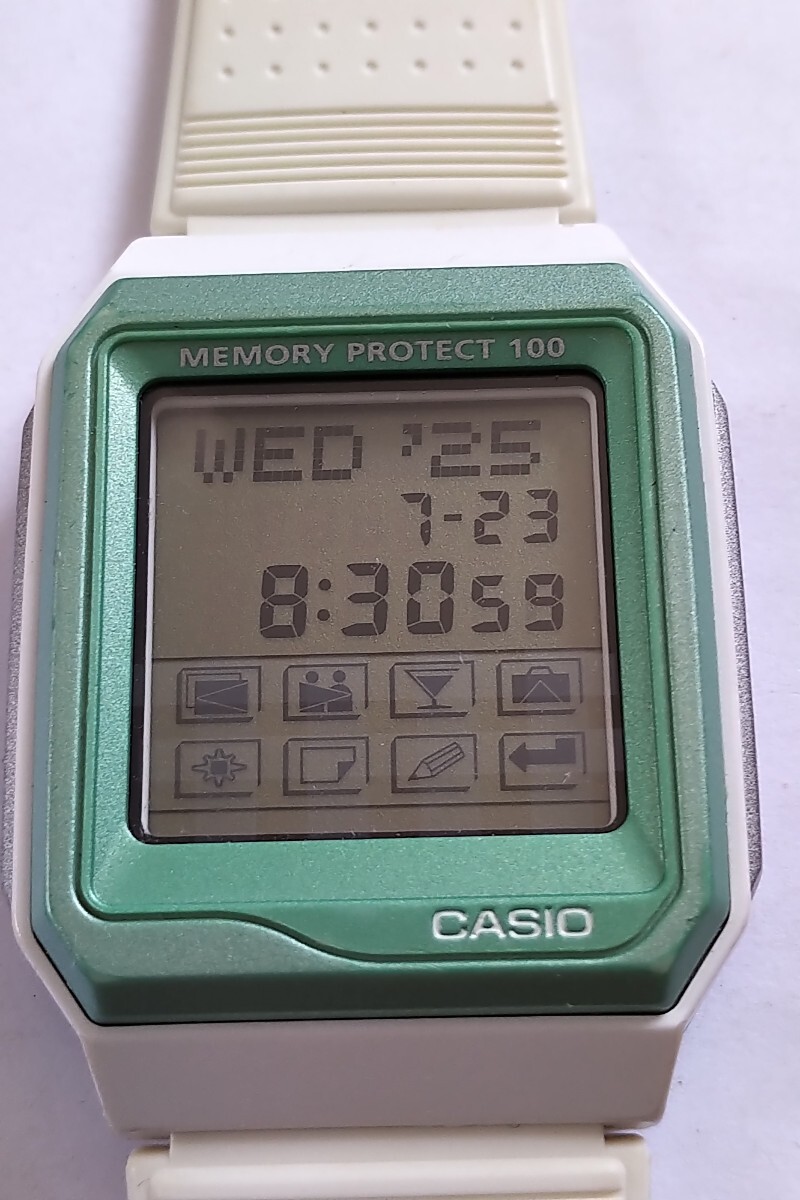 MEMORY PROTECT 100
WED '25
7-23
8:30 59
CASIO